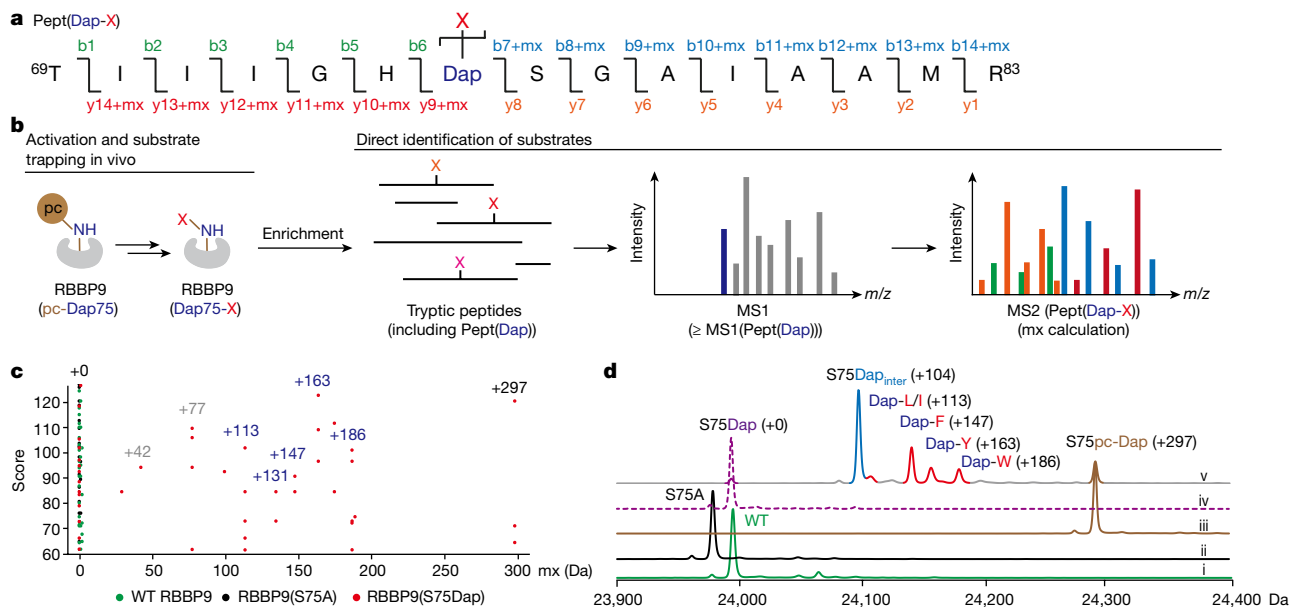 a Pept(Dap-X)
X
b1 b2 b3 b4 b5 b6 b7+mx b8+mx b9+mx b10+mx b11+mx b12+mx b13+mx b14+mx
⁶⁹T I I I G H Dap S G A I A A M R⁸³
y14+mx y13+mx y12+mx y11+mx y10+mx y9+mx y8 y7 y6 y5 y4 y3 y2 y1
b
Activation and substrate
trapping in vivo
pc
NH
RBBP9
(pc-Dap75)
X
NH
RBBP9
(Dap75-X)
Enrichment
Direct identification of substrates
X
X
X
Tryptic peptides
(including Pept(Dap))
Intensity
m/z
MS1
(≥ MS1(Pept(Dap)))
Intensity
m/z
MS2 (Pept(Dap-X))
(mx calculation)
c
+0
+42
+77
+113
+131
+147
+163
+186
+297
Score
120
110
100
90
80
70
60
0 50 100 150 200 250 300 mx (Da)
WT RBBP9 RBBP9(S75A) RBBP9(S75Dap)
d
S75Dapinter (+104)
Dap-L/I (+113)
S75Dap (+0)
Dap-F (+147)
Dap-Y (+163)
Dap-W (+186)
S75pc-Dap (+297)
S75A
WT
v
iv
iii
ii
i
23,900 24,000 24,100 24,200 24,300 24,400 Da